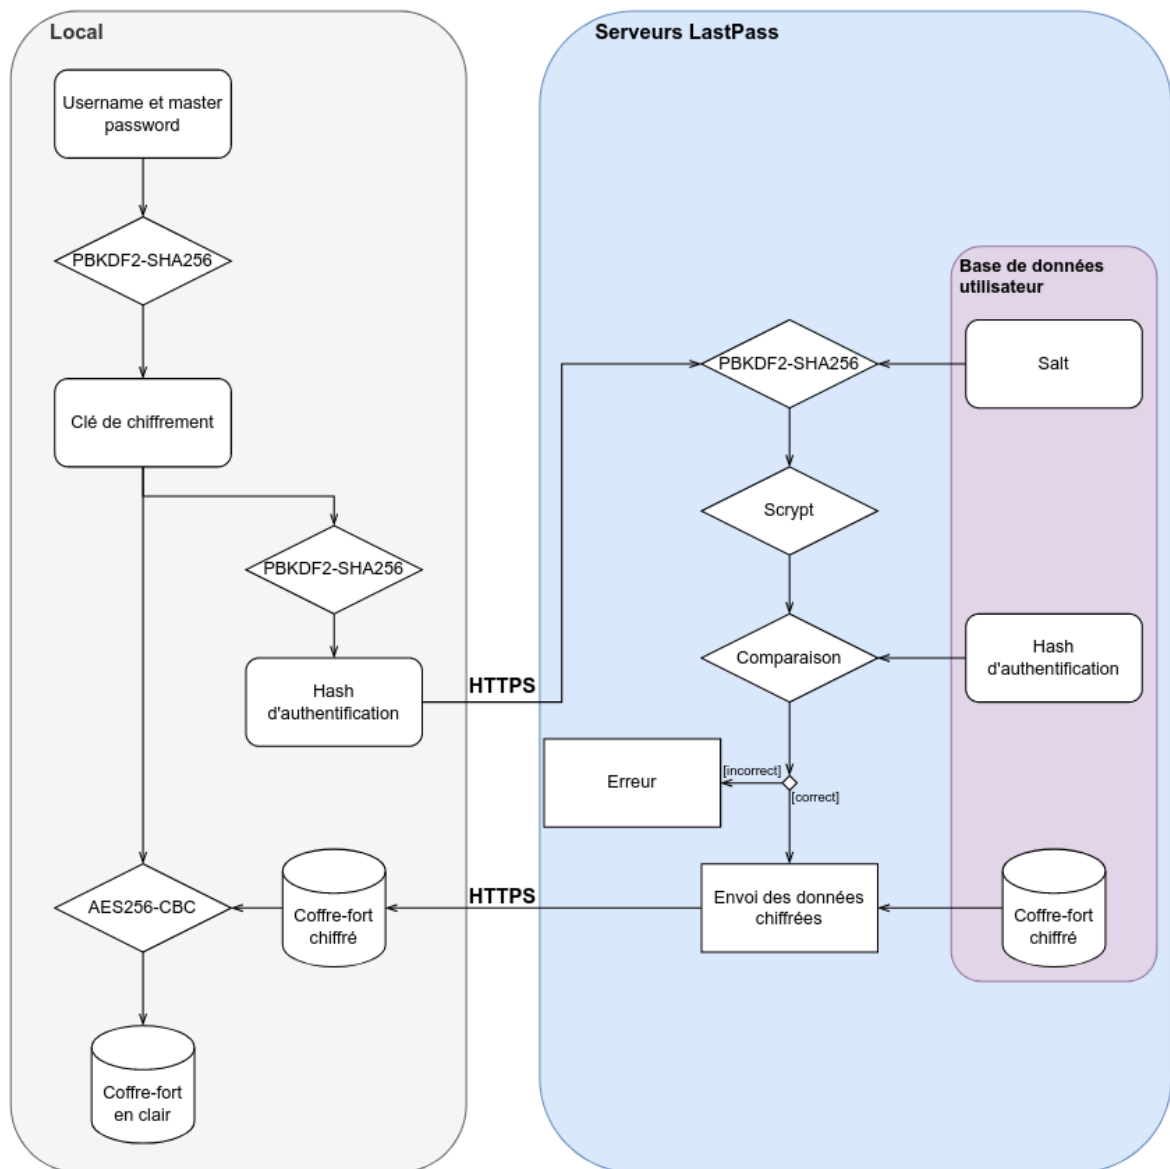 Local
Username et master
password
PBKDF2-SHA256
Clé de chiffrement
PBKDF2-SHA256
Hash
d'authentification
HTTPS
Serveurs LastPass
Base de données
utilisateur
PBKDF2-SHA256
Salt
Scrypt
Comparaison
Hash
d'authentification
[incorrect]
Erreur
[correct]
AES256-CBC
Coffre-fort
chiffré
HTTPS
Envoi des données
chiffrées
Coffre-fort
chiffré
Coffre-fort
en clair